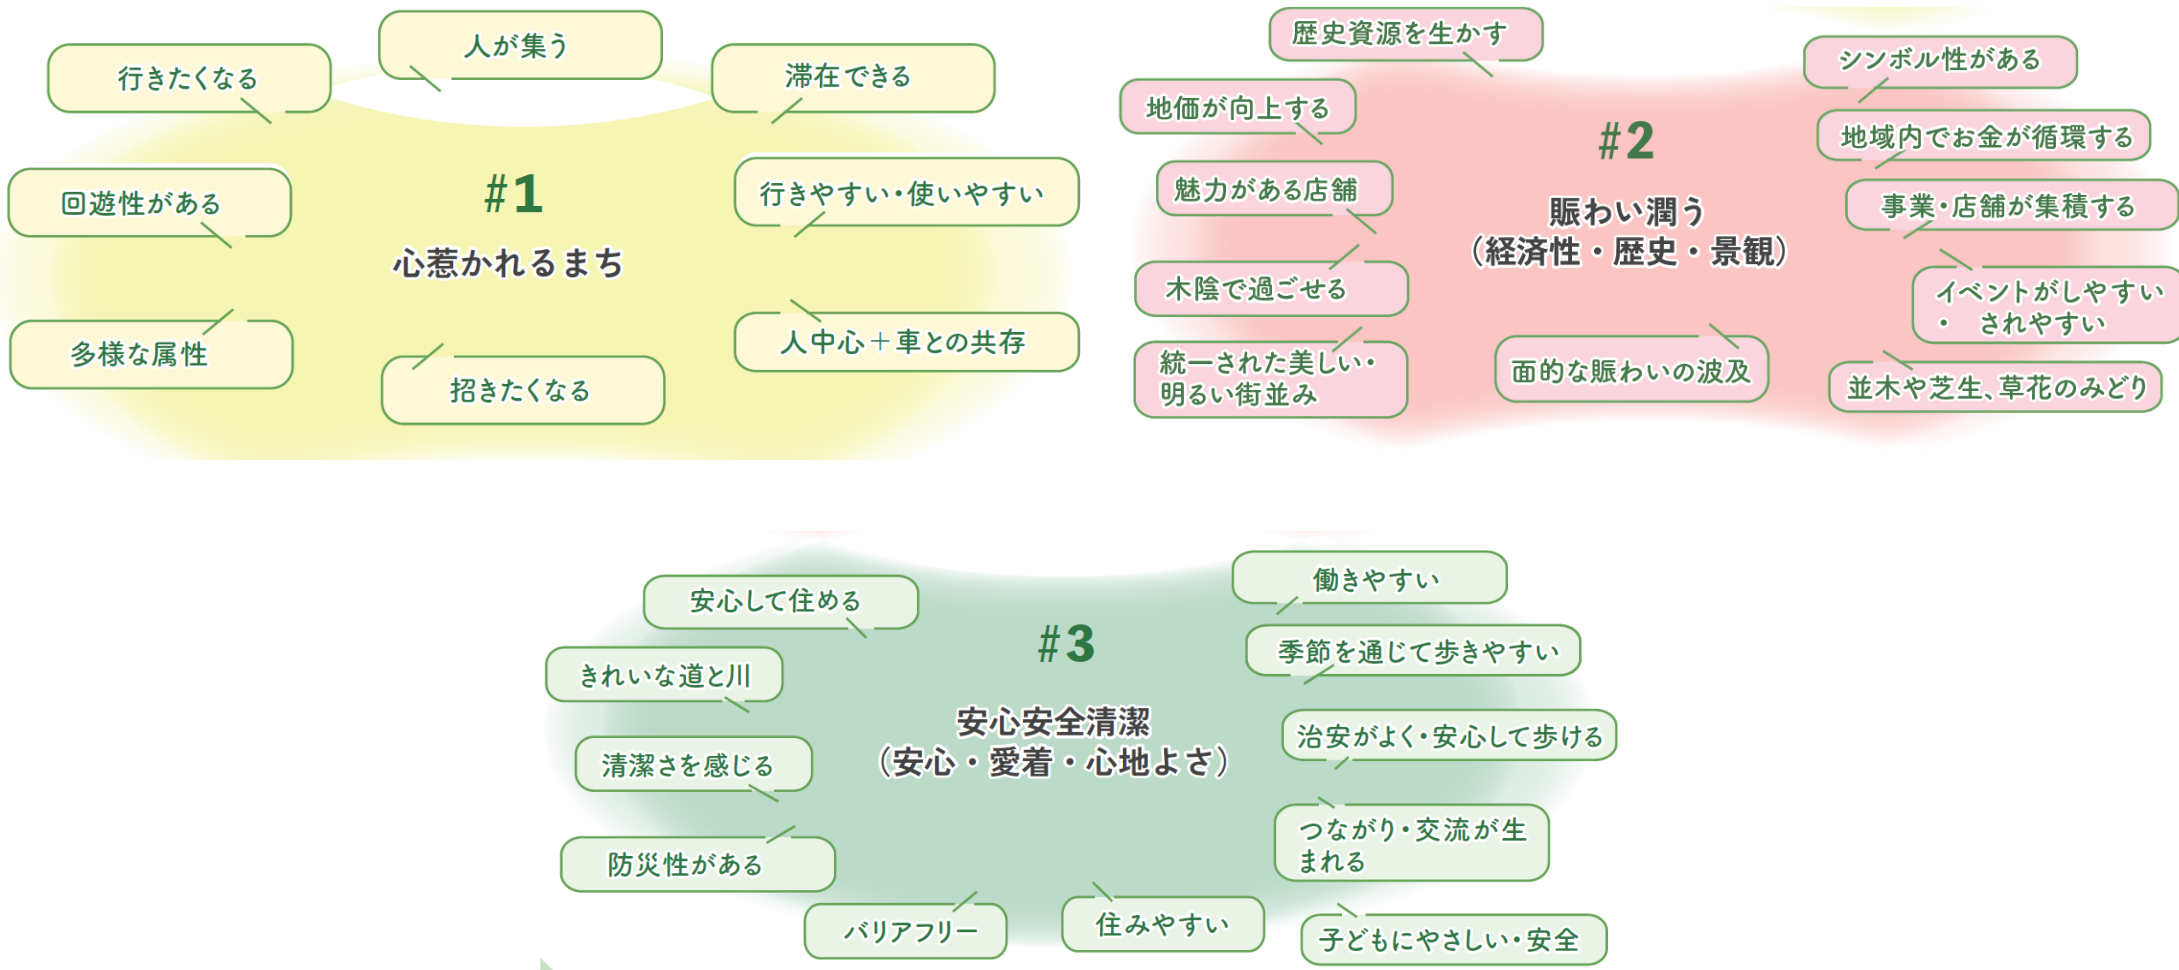 人が集う
行きたくなる
滞在できる
#1
心惹かれるまち
回遊性がある
行きやすい・使いやすい
多様な属性
人中心＋車との共存
招きたくなる
歴史資源を生かす
シンボル性がある
地価が向上する
地域内でお金が循環する
#2
賑わい潤う
（経済性・歴史・景観）
魅力がある店舗
事業・店舗が集積する
木陰で過ごせる
イベントがしやすい
・　されやすい
統一された美しい・
明るい街並み
面的な賑わいの波及
並木や芝生、草花のみどり
働きやすい
安心して住める
#3
季節を通じて歩きやすい
きれいな道と川
安心安全清潔
（安心・愛着・心地よさ）
治安がよく・安心して歩ける
清潔さを感じる
つながり・交流が生
まれる
防災性がある
バリアフリー
住みやすい
子どもにやさしい・安全